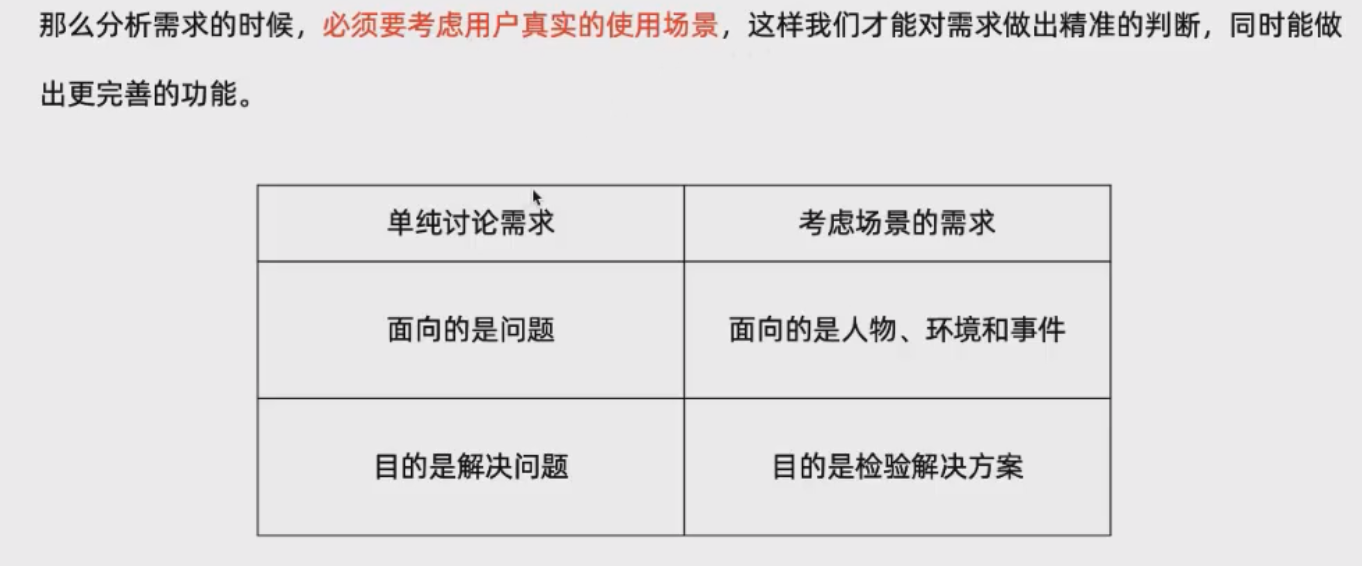 那么分析需求的时候，必须要考虑用户真实的使用场景，这样我们才能对需求做出精准的判断，同时能做
出更完善的功能。
单纯讨论需求
考虑场景的需求
面向的是问题
面向的是人物、环境和事件
目的是解决问题
目的是检验解决方案